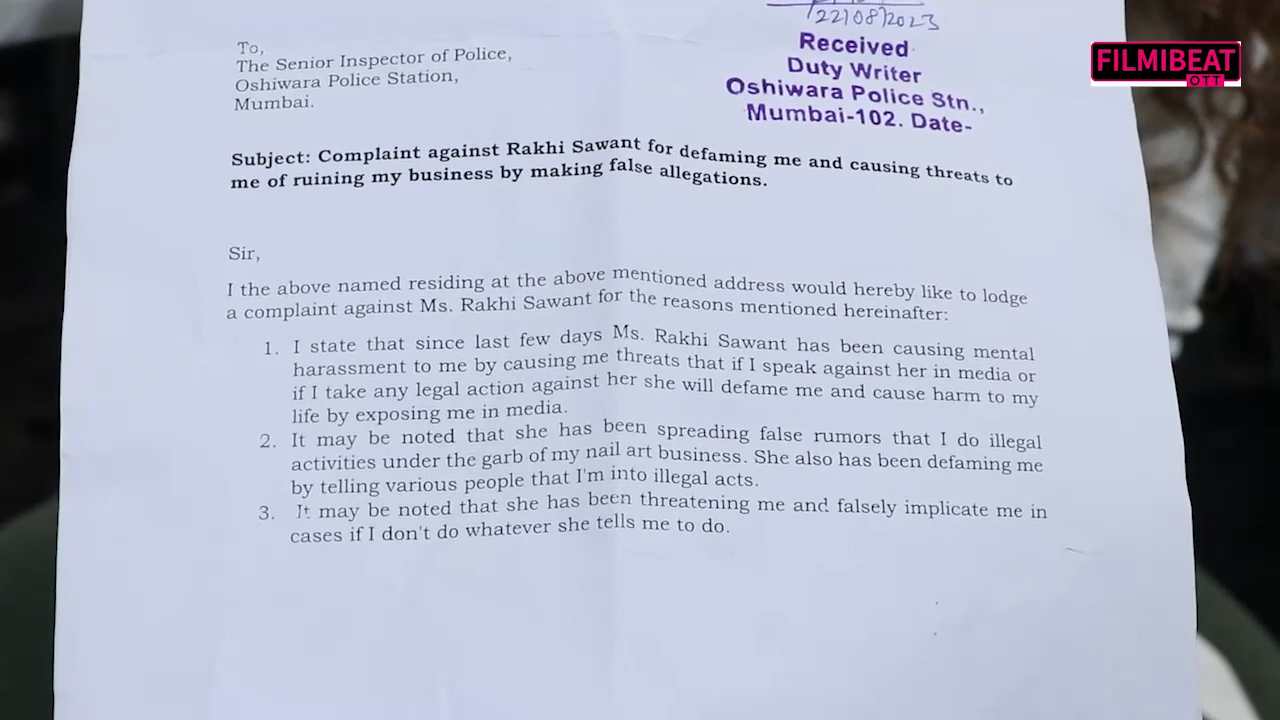 22/08/2023
Received
Duty Writer
Oshiwara Police Stn.,
Mumbai-102. Date-
FILMIBEAT
OTT
To,
The Senior Inspector of Police,
Oshiwara Police Station,
Mumbai.
Subject: Complaint against Rakhi Sawant for defaming me and causing threats to
me of ruining my business by making false allegations.
Sir,
I the above named residing at the above mentioned address would hereby like to lodge
a complaint against Ms. Rakhi Sawant for the reasons mentioned hereinafter:
1. I state that since last few days Ms. Rakhi Sawant has been causing mental
harassment to me by causing me threats that if I speak against her in media or
if I take any legal action against her she will defame me and cause harm to my
life by exposing me in media.
2. It may be noted that she has been spreading false rumors that I do illegal
activities under the garb of my nail art business. She also has been defaming me
by telling various people that I'm into illegal acts.
3. It may be noted that she has been threatening me and falsely implicate me in
cases if I don't do whatever she tells me to do.